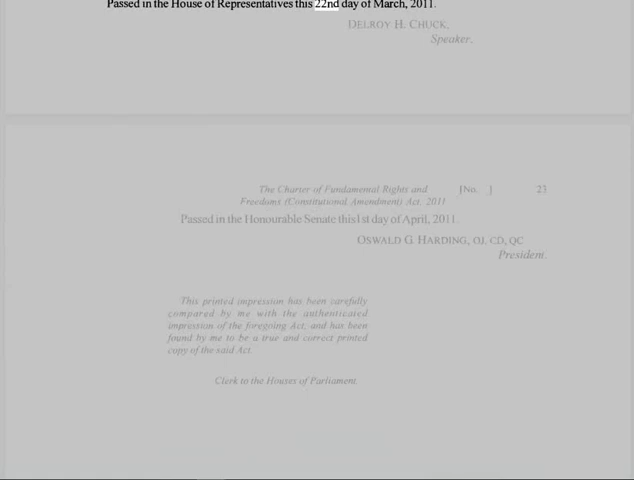 Passed in the House of Representatives this 22nd day of March, 2011.
DELROY H. CHUCK,
Speaker.
The Charter of Fundamental Rights and [No. ] 23
Freedoms (Constitutional Amendment) Act, 2011
Passed in the Honourable Senate this 1st day of April, 2011.
OSWALD G. HARDING, OJ, CD, QC
President.
This printed impression has been carefully
compared by me with the authenticated
impression of the foregoing Act, and has been
found by me to be a true and correct printed
copy of the said Act.
Clerk to the Houses of Parliament.